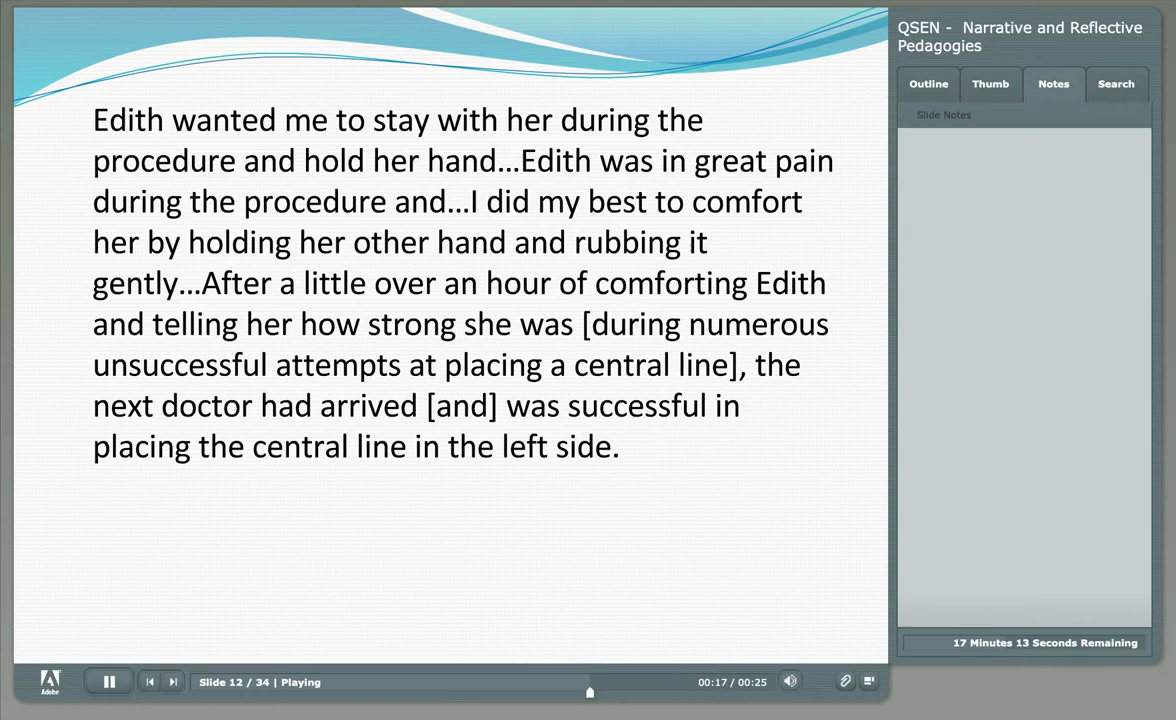 Edith wanted me to stay with her during the
procedure and hold her hand...Edith was in great pain
during the procedure and...I did my best to comfort
her by holding her other hand and rubbing it
gently...After a little over an hour of comforting Edith
and telling her how strong she was [during numerous
unsuccessful attempts at placing a central line], the
next doctor had arrived [and] was successful in
placing the central line in the left side.
QSEN - Narrative and Reflective
Pedagogies
Outline Thumb Notes Search
Slide Notes
17 Minutes 13 Seconds Remaining
Adobe
Slide 12 / 34 | Playing
00:17 / 00:25